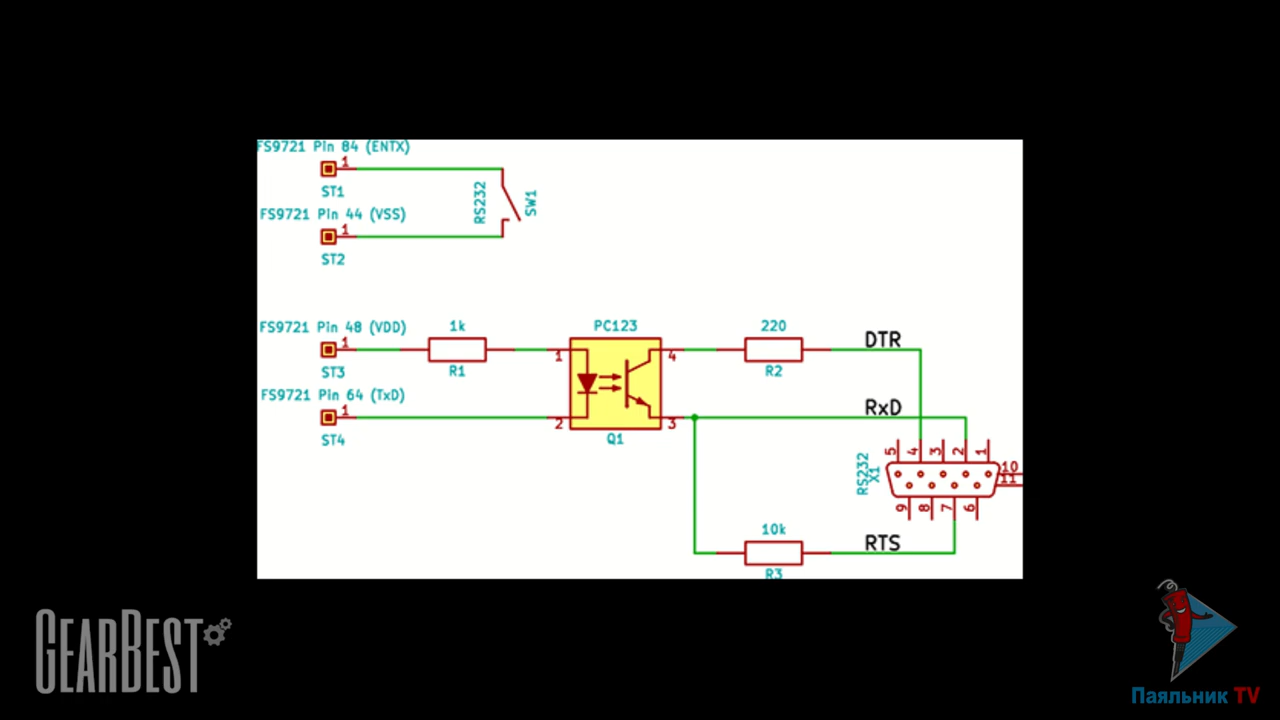 FS9721 Pin 84 (ENTX)
1
ST1
FS9721 Pin 44 (VSS)
1
ST2
RS232
SW1
FS9721 Pin 48 (VDD)
1
ST3
1k
R1
FS9721 Pin 64 (TxD)
1
ST4
PC123
1
4
2
3
Q1
220
R2
DTR
RxD
5 4 3 2 1
RS232
X1
10
11
9 8 7 6
10k
R3
RTS
GEARBEST
Паяльник TV